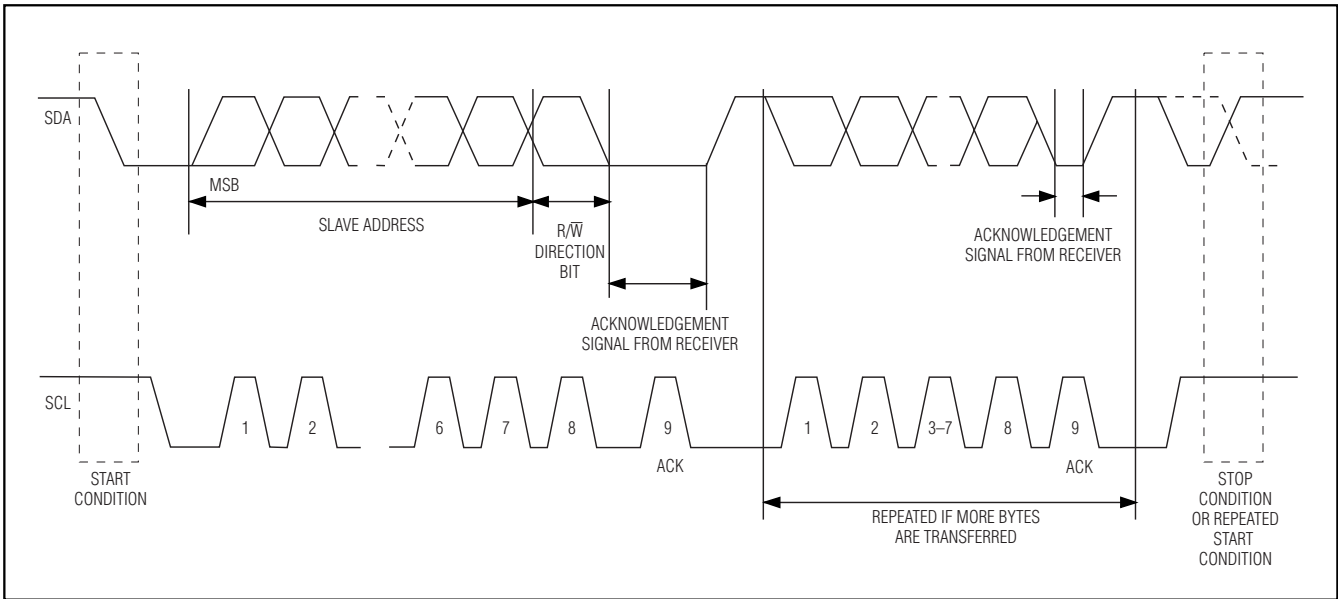 SDA
MSB
SLAVE ADDRESS
R/W̅
DIRECTION
BIT
ACKNOWLEDGEMENT
SIGNAL FROM RECEIVER
ACKNOWLEDGEMENT
SIGNAL FROM RECEIVER
SCL
1
2
6
7
8
9
1
2
3–7
8
9
ACK
ACK
START
CONDITION
REPEATED IF MORE BYTES
ARE TRANSFERRED
STOP
CONDITION
OR REPEATED
START
CONDITION